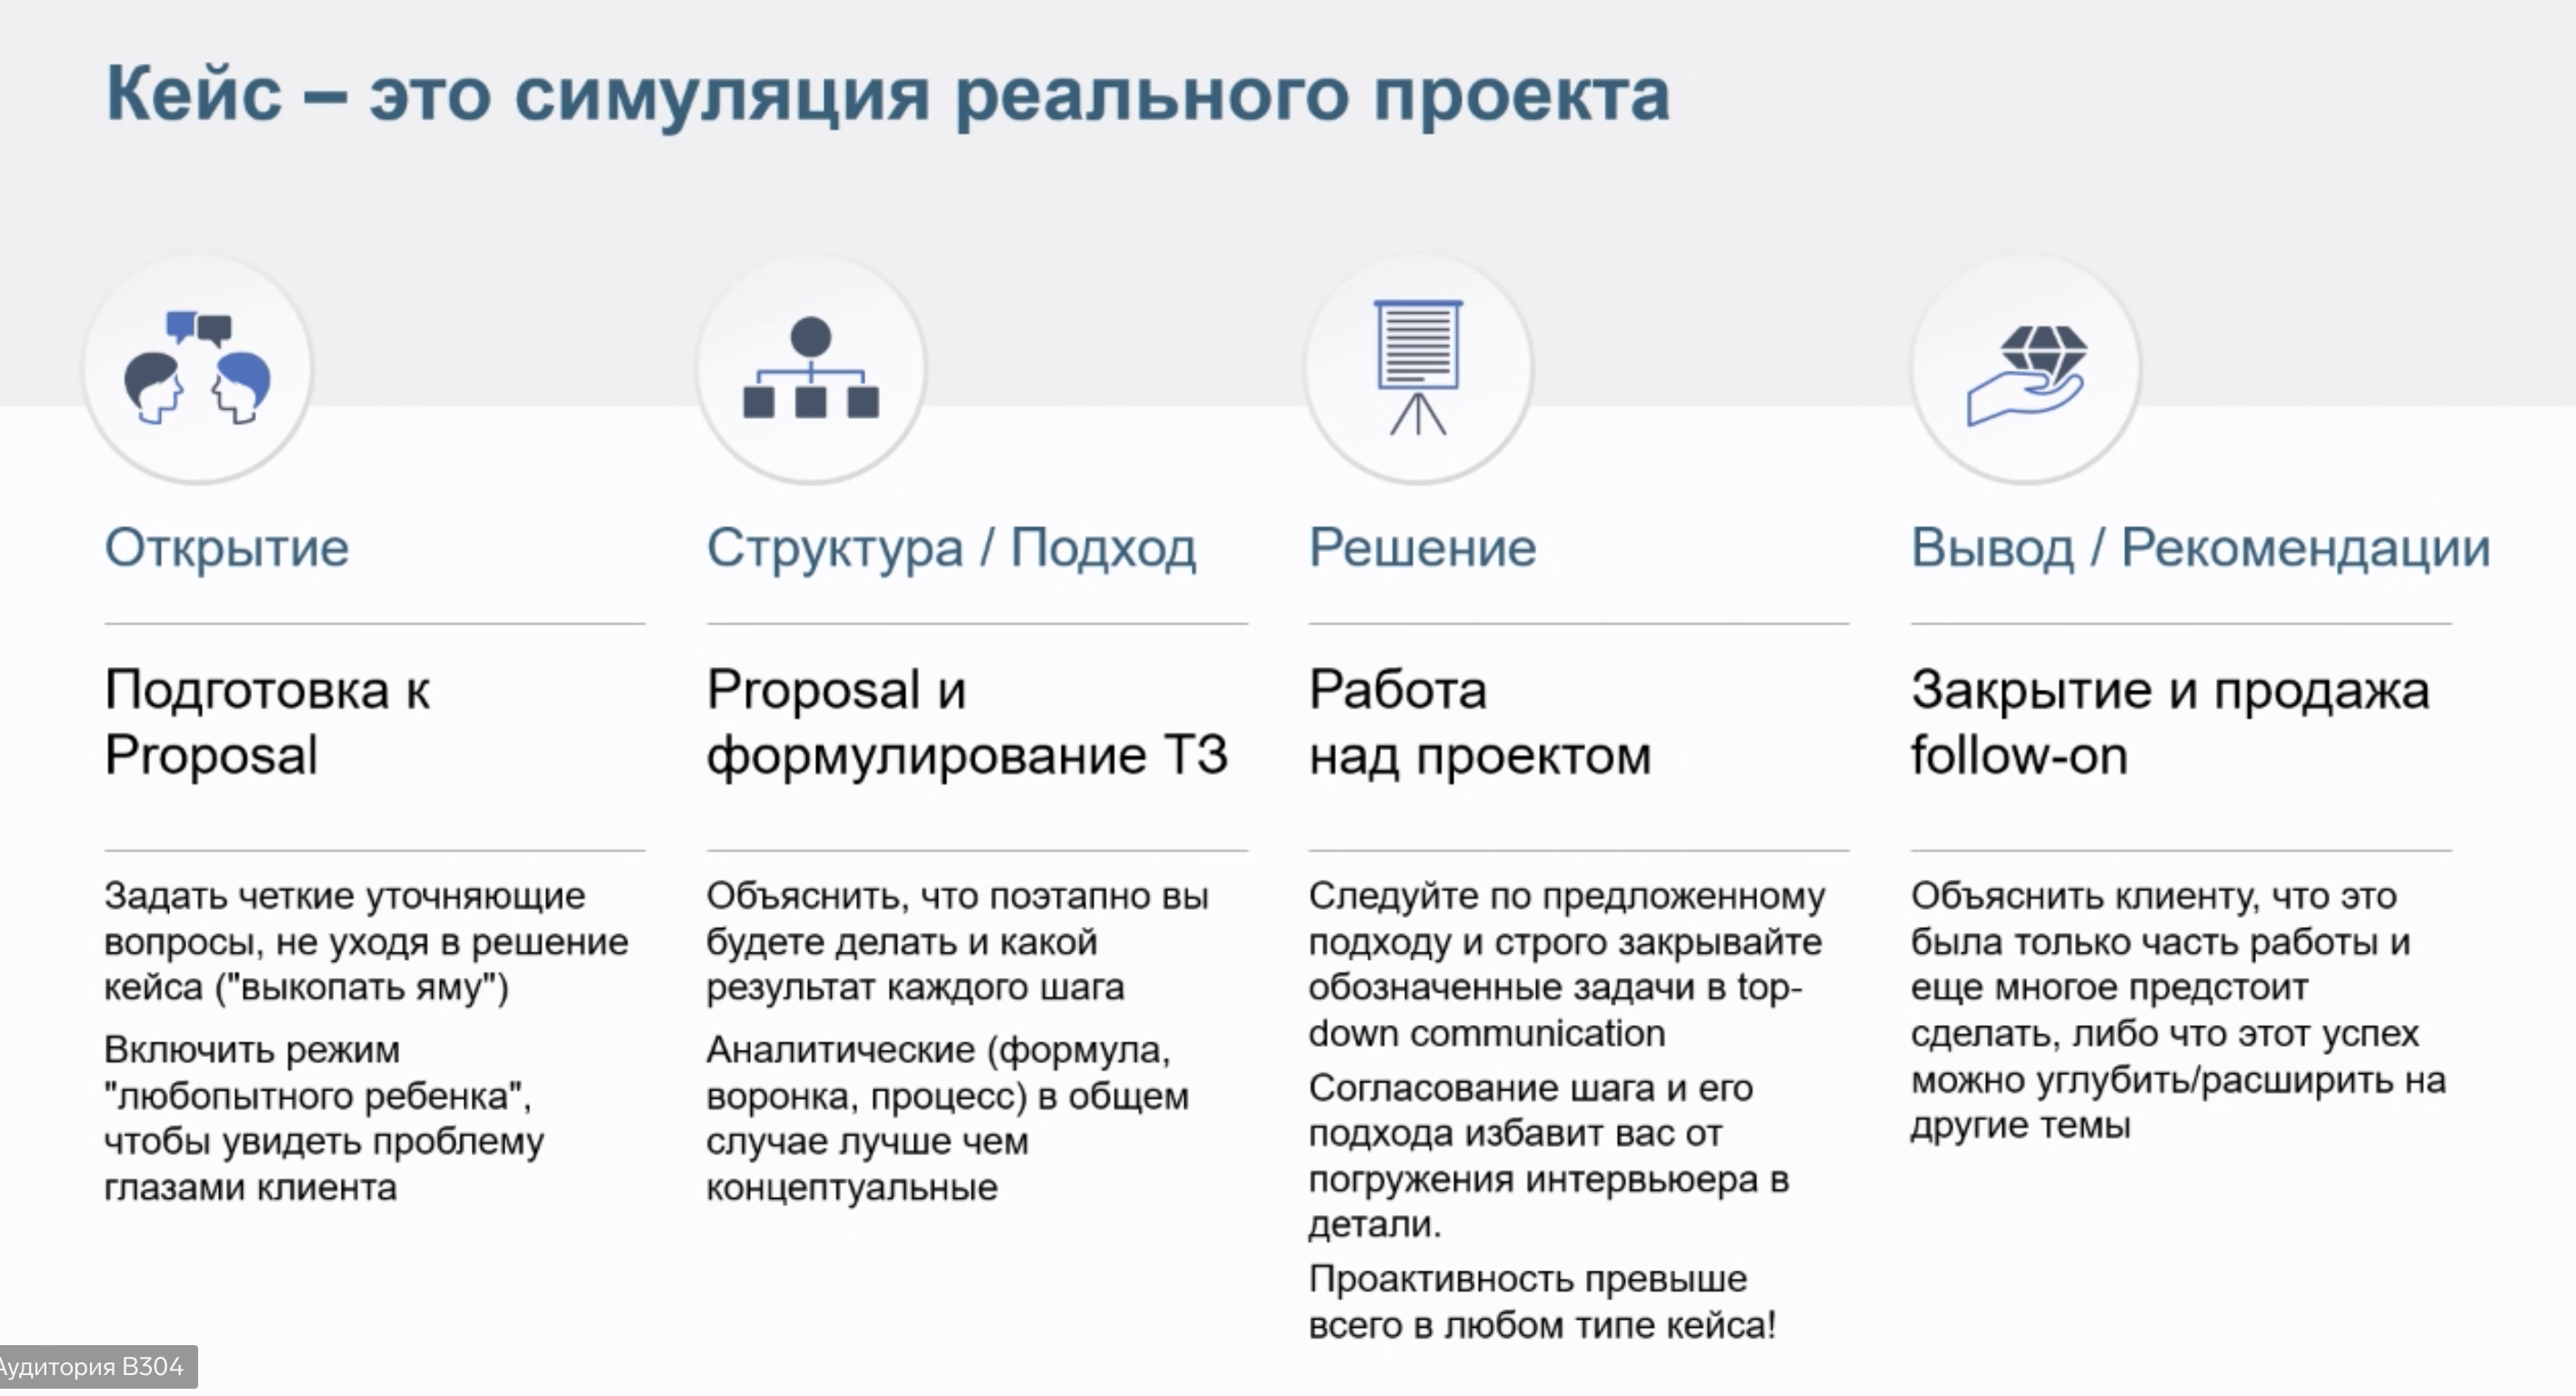 Кейс – это симуляция реального проекта
Открытие
Подготовка к
Proposal
Задать четкие уточняющие
вопросы, не уходя в решение
кейса ("выкопать яму")
Включить режим
"любопытного ребенка",
чтобы увидеть проблему
глазами клиента
Структура / Подход
Proposal и
формулирование ТЗ
Объяснить, что поэтапно вы
будете делать и какой
результат каждого шага
Аналитические (формула,
воронка, процесс) в общем
случае лучше чем
концептуальные
Решение
Работа
над проектом
Следуйте по предложенному
подходу и строго закрывайте
обозначенные задачи в top-
down communication
Согласование шага и его
подхода избавит вас от
погружения интервьюера в
детали.
Проактивность превыше
всего в любом типе кейса!
Вывод / Рекомендации
Закрытие и продажа
follow-on
Объяснить клиенту, что это
была только часть работы и
еще многое предстоит
сделать, либо что этот успех
можно углубить/расширить на
другие темы
Аудитория B304